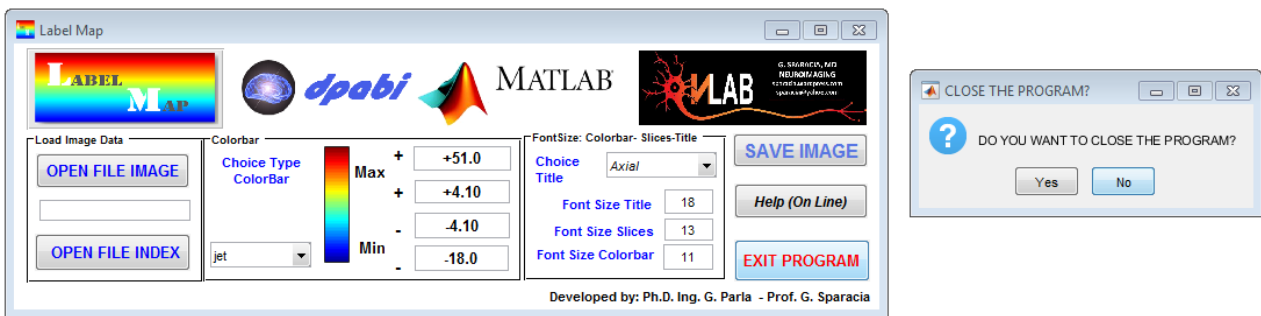 Label Map
LABEL
MAP
dpabi
MATLAB®
LAB
G. SPARACIA, MD
NEUROIMAGING
Load Image Data
OPEN FILE IMAGE
OPEN FILE INDEX
Colorbar
Choice Type
ColorBar
jet
Max
Min
+
+51.0
+
+4.10
-
-4.10
-
-18.0
FontSize: Colorbar- Slices-Title
Choice
Title
Axial
Font Size Title
18
Font Size Slices
13
Font Size Colorbar
11
SAVE IMAGE
Help (On Line)
EXIT PROGRAM
Developed by: Ph.D. Ing. G. Parla - Prof. G. Sparacia
CLOSE THE PROGRAM?
?
DO YOU WANT TO CLOSE THE PROGRAM?
Yes
No